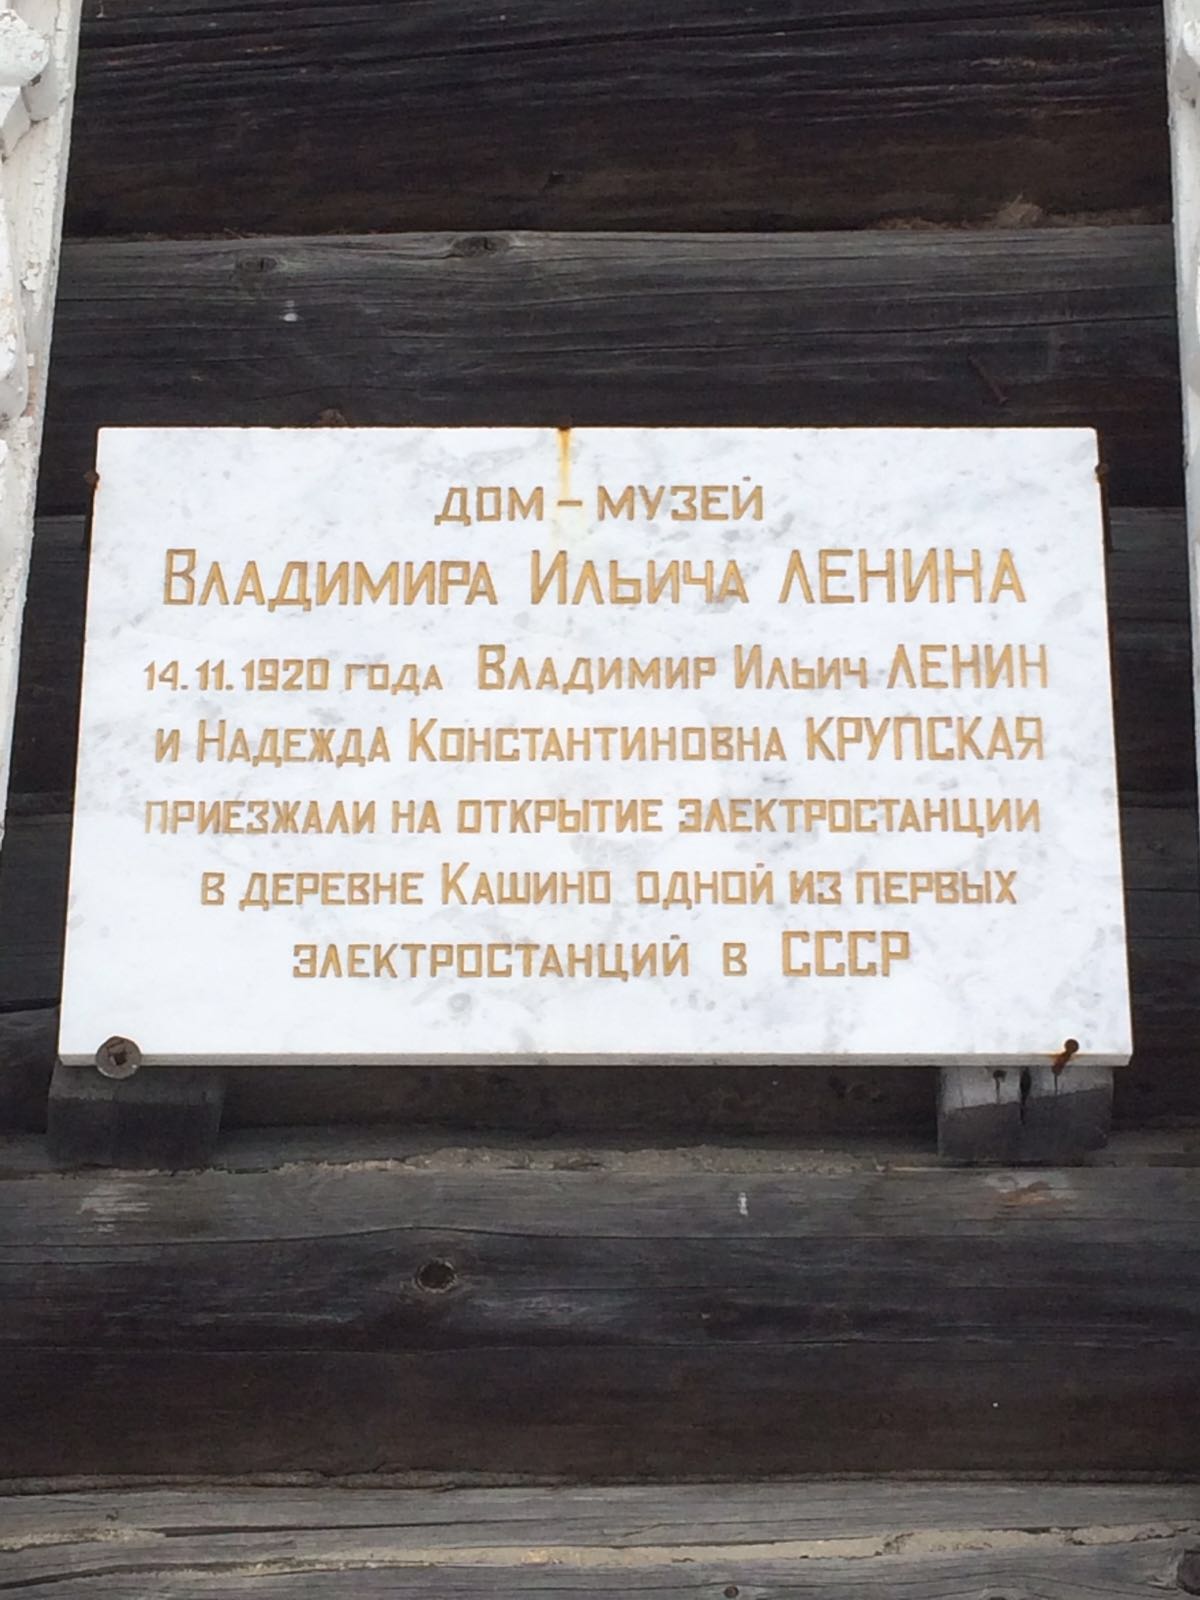 ДОМ - МУЗЕЙ
ВЛАДИМИРА ИЛЬИЧА ЛЕНИНА
14.11.1920 ГОДА ВЛАДИМИР ИЛЬИЧ ЛЕНИН
И НАДЕЖДА КОНСТАНТИНОВНА КРУПСКАЯ
ПРИЕЗЖАЛИ НА ОТКРЫТИЕ ЭЛЕКТРОСТАНЦИИ
В ДЕРЕВНЕ КАШИНО ОДНОЙ ИЗ ПЕРВЫХ
ЭЛЕКТРОСТАНЦИЙ В СССР